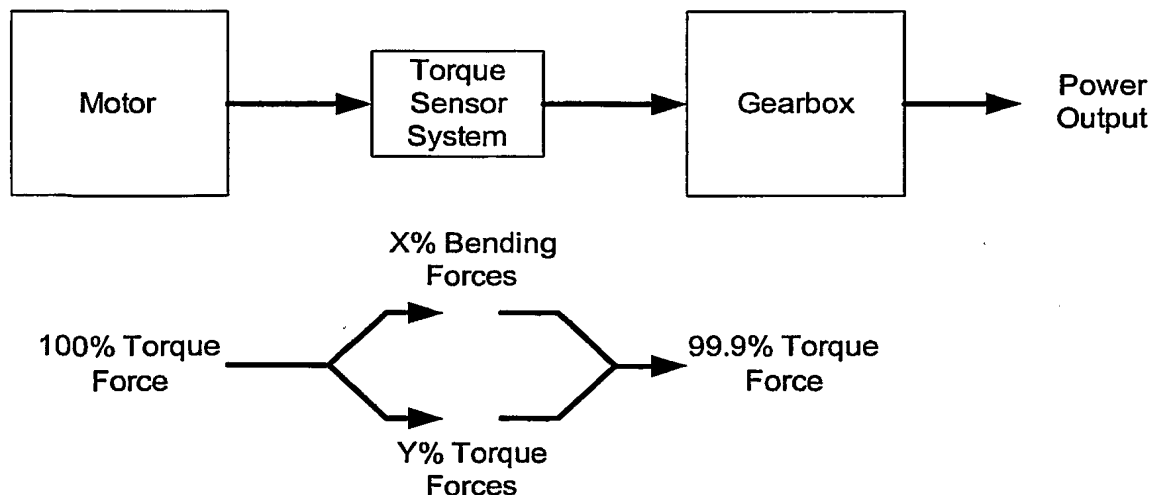 Motor
Torque
Sensor
System
Gearbox
Power
Output
X% Bending
Forces
100% Torque
Force
99.9% Torque
Force
Y% Torque
Forces